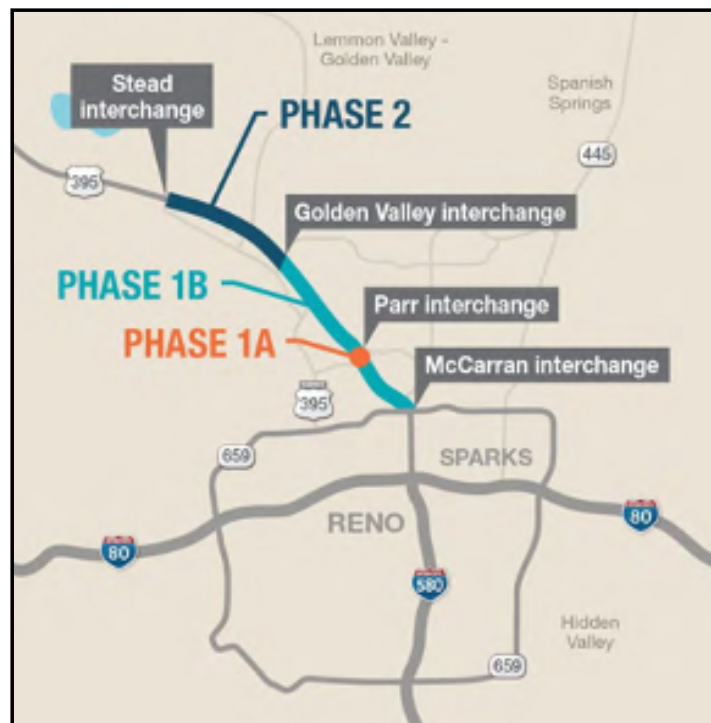 Lemmon Valley -
Golden Valley
Stead
interchange
Spanish
Springs
PHASE 2
445
395
Golden Valley interchange
PHASE 1B
Parr interchange
PHASE 1A
McCarran interchange
395
659
SPARKS
RENO
80
80
580
Hidden
Valley
659